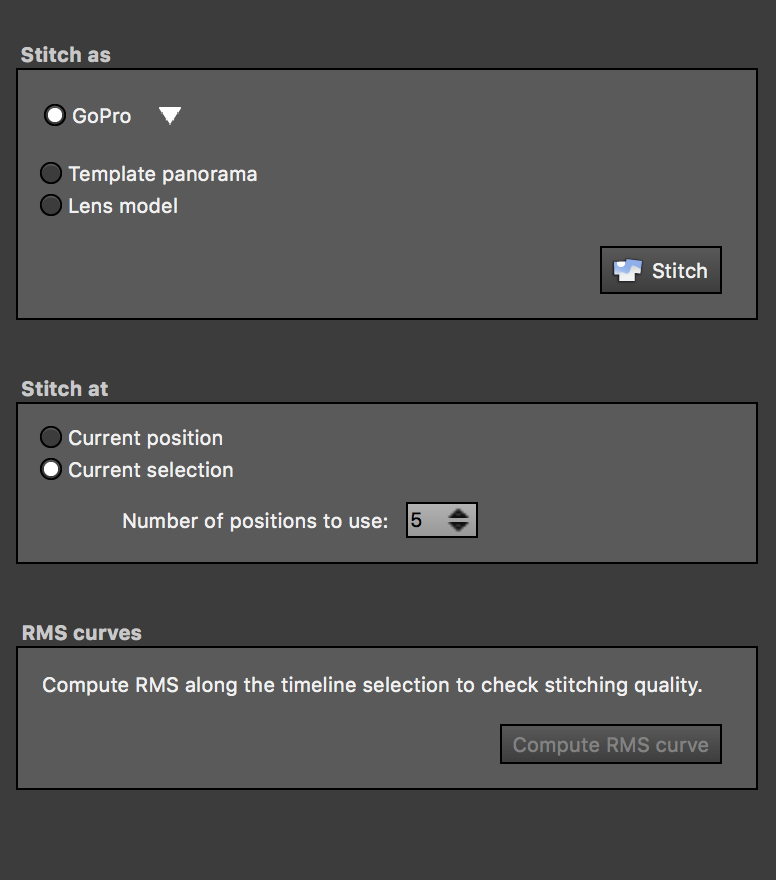 Stitch as
GoPro
Template panorama
Lens model
Stitch
Stitch at
Current position
Current selection
Number of positions to use: 5
RMS curves
Compute RMS along the timeline selection to check stitching quality.
Compute RMS curve